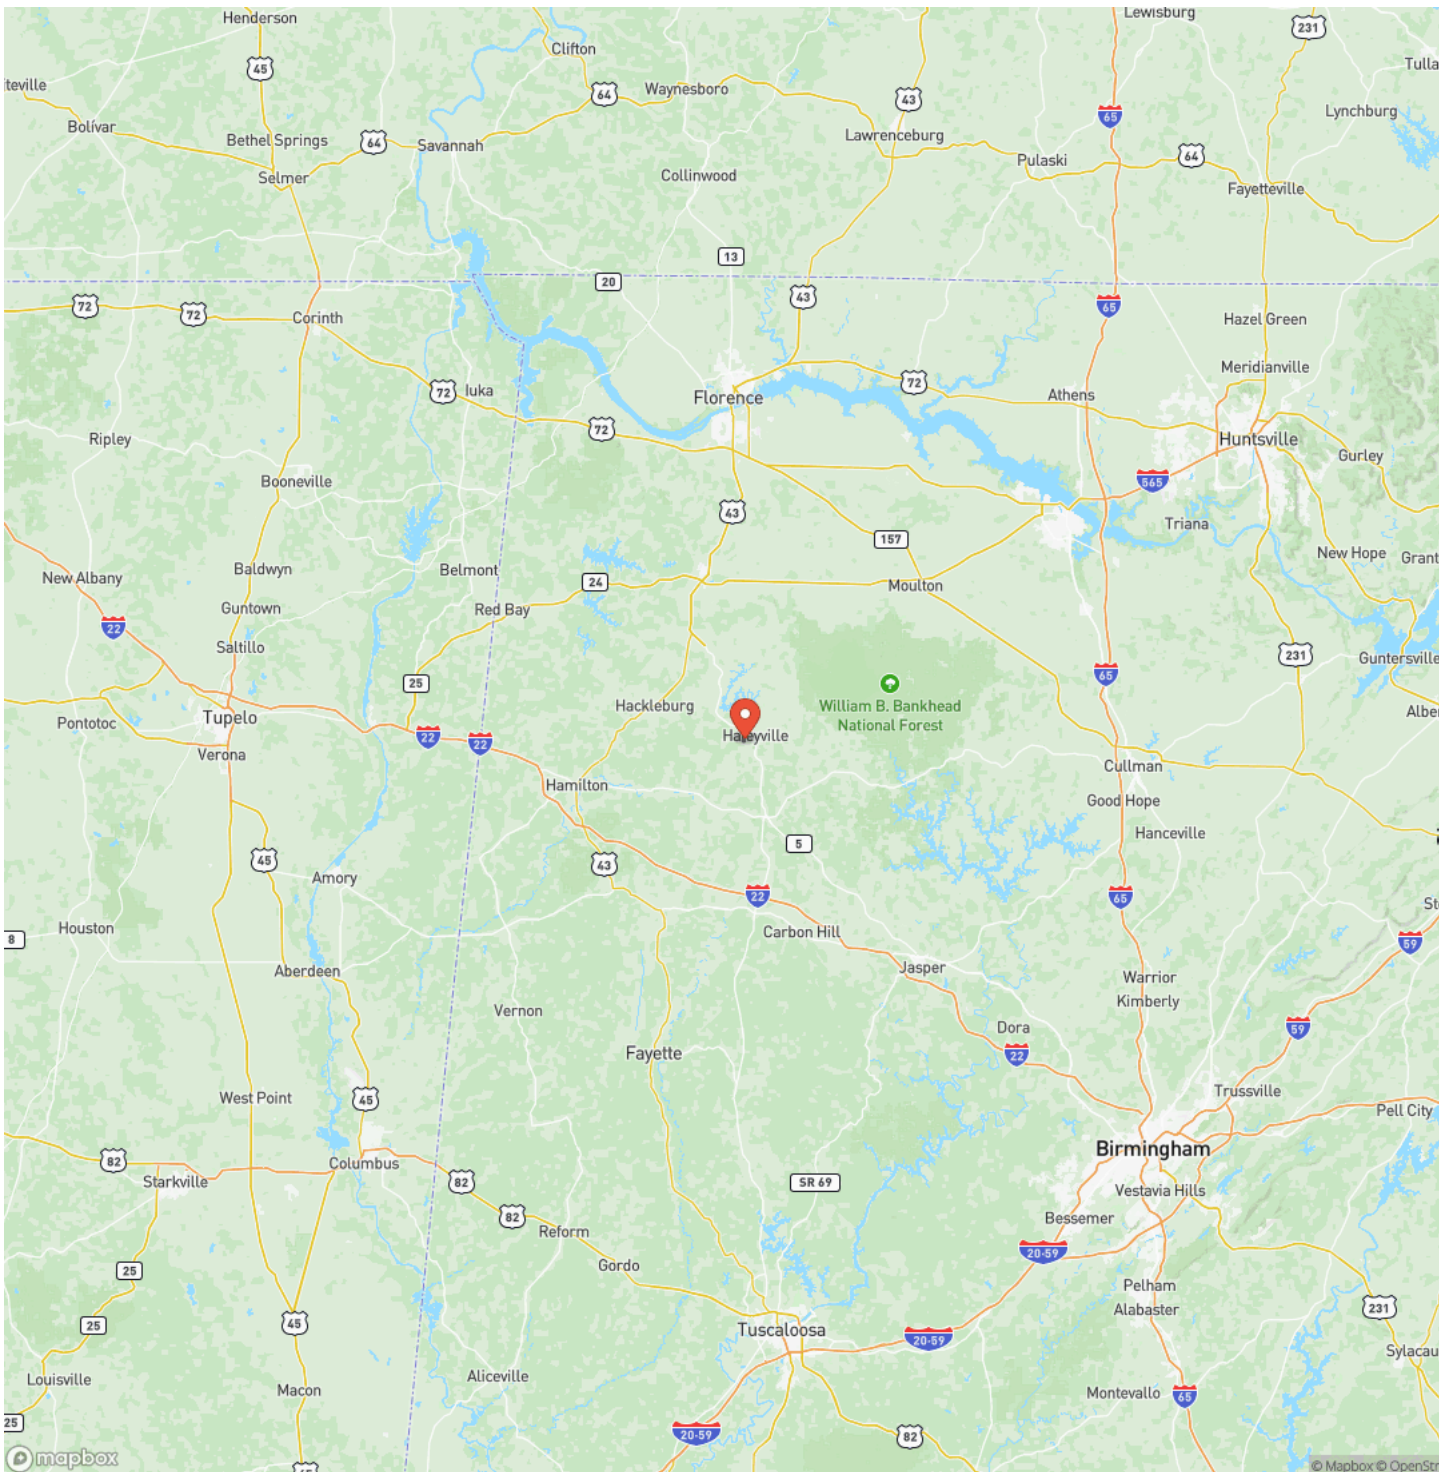 Henderson
Lewisburg
231
Clifton
45
Tulla
teville
64
Waynesboro
43
65
Lynchburg
Bolívar
Bethel Springs
64
Savannah
Lawrenceburg
Pulaski
64
Selmer
Collinwood
Fayetteville
13
20
72
72
43
65
Corinth
Hazel Green
Meridianville
72
Iuka
Florence
72
Athens
Ripley
72
Huntsville
Gurley
Booneville
565
43
Triana
157
New Hope
Grant
New Albany
Baldwyn
Belmont
24
Moulton
Guntown
Red Bay
22
Saltillo
231
Guntersville
25
65
Hackleburg
William B. Bankhead
National Forest
Alber
Pontotoc
Tupelo
22
22
Haleyville
Verona
Cullman
Hamilton
Good Hope
Hanceville
5
45
43
Amory
22
65
Houston
Carbon Hill
St
8
59
Aberdeen
Jasper
Warrior
Kimberly
Vernon
Dora
59
Fayette
22
West Point
45
Trussville
Pell City
82
Birmingham
Columbus
82
SR 69
Starkville
Vestavia Hills
82
Bessemer
Reform
20-59
25
Gordo
Pelham
Alabaster
231
25
45
Tuscaloosa
20-59
Sylacau
Louisville
Aliceville
Macon
Montevallo
65
25
20-59
82
mapbox
© Mapbox © OpenStr